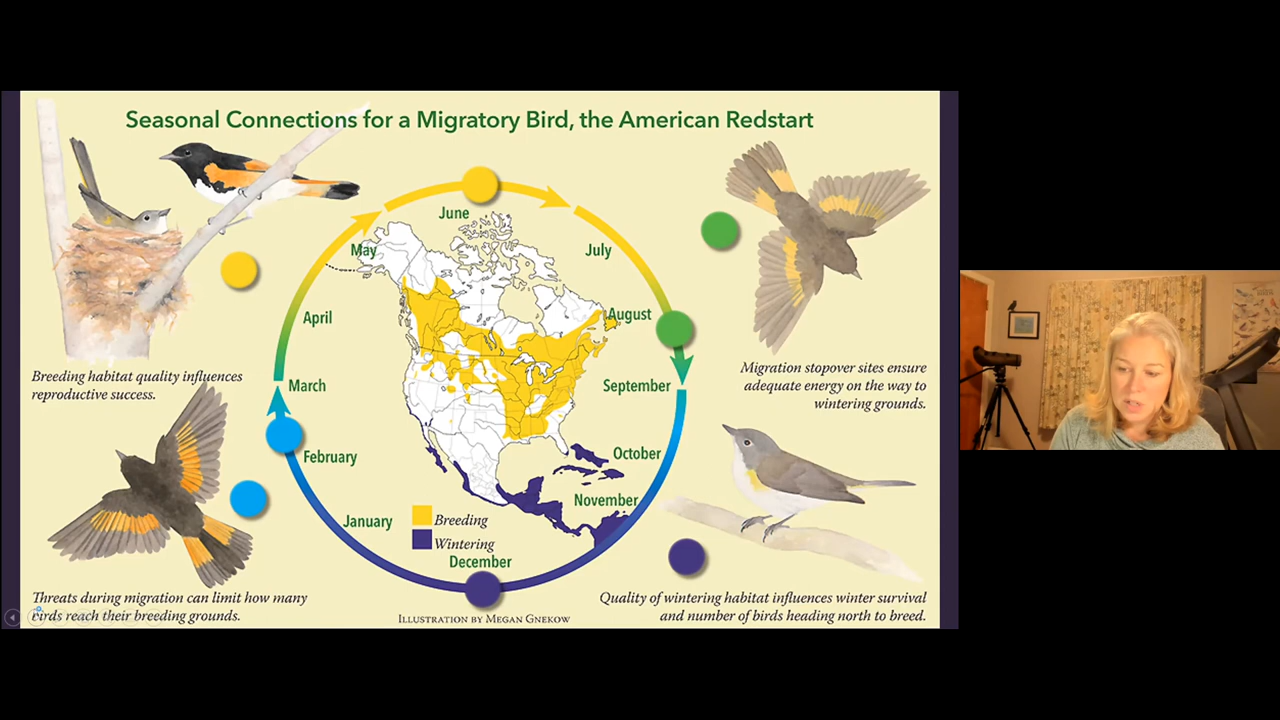 Seasonal Connections for a Migratory Bird, the American Redstart
June
May
July
April
August
March
September
February
October
January
November
December
Breeding
Wintering
Breeding habitat quality influences
reproductive success.
Migration stopover sites ensure
adequate energy on the way to
wintering grounds.
Threats during migration can limit how many
birds reach their breeding grounds.
Quality of wintering habitat influences winter survival
and number of birds heading north to breed.
Illustration by Megan Gnekow